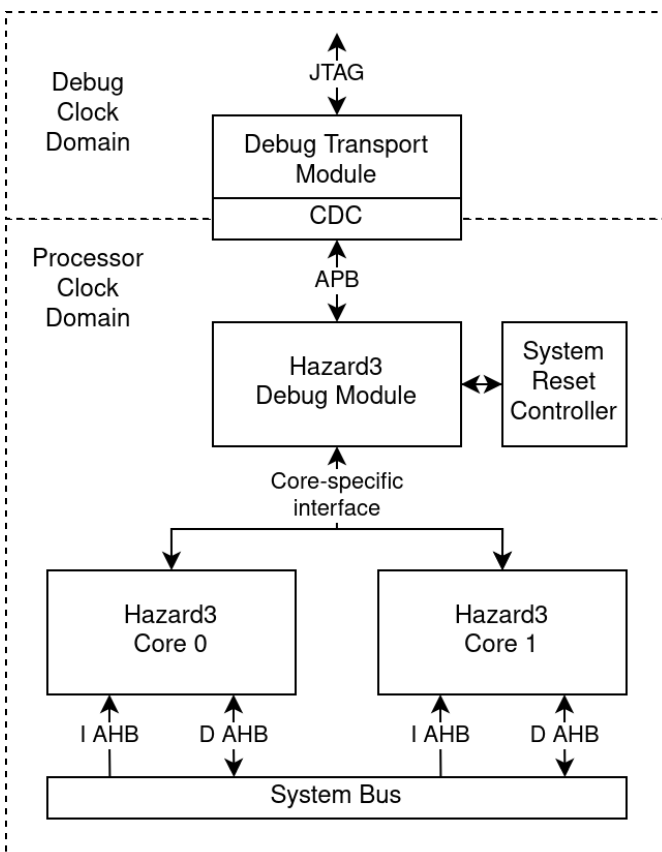 Debug
Clock
Domain
JTAG
Debug Transport
Module
CDC
Processor
Clock
Domain
APB
Hazard3
Debug Module
System
Reset
Controller
Core-specific
interface
Hazard3
Core 0
Hazard3
Core 1
I AHB
D AHB
I AHB
D AHB
System Bus